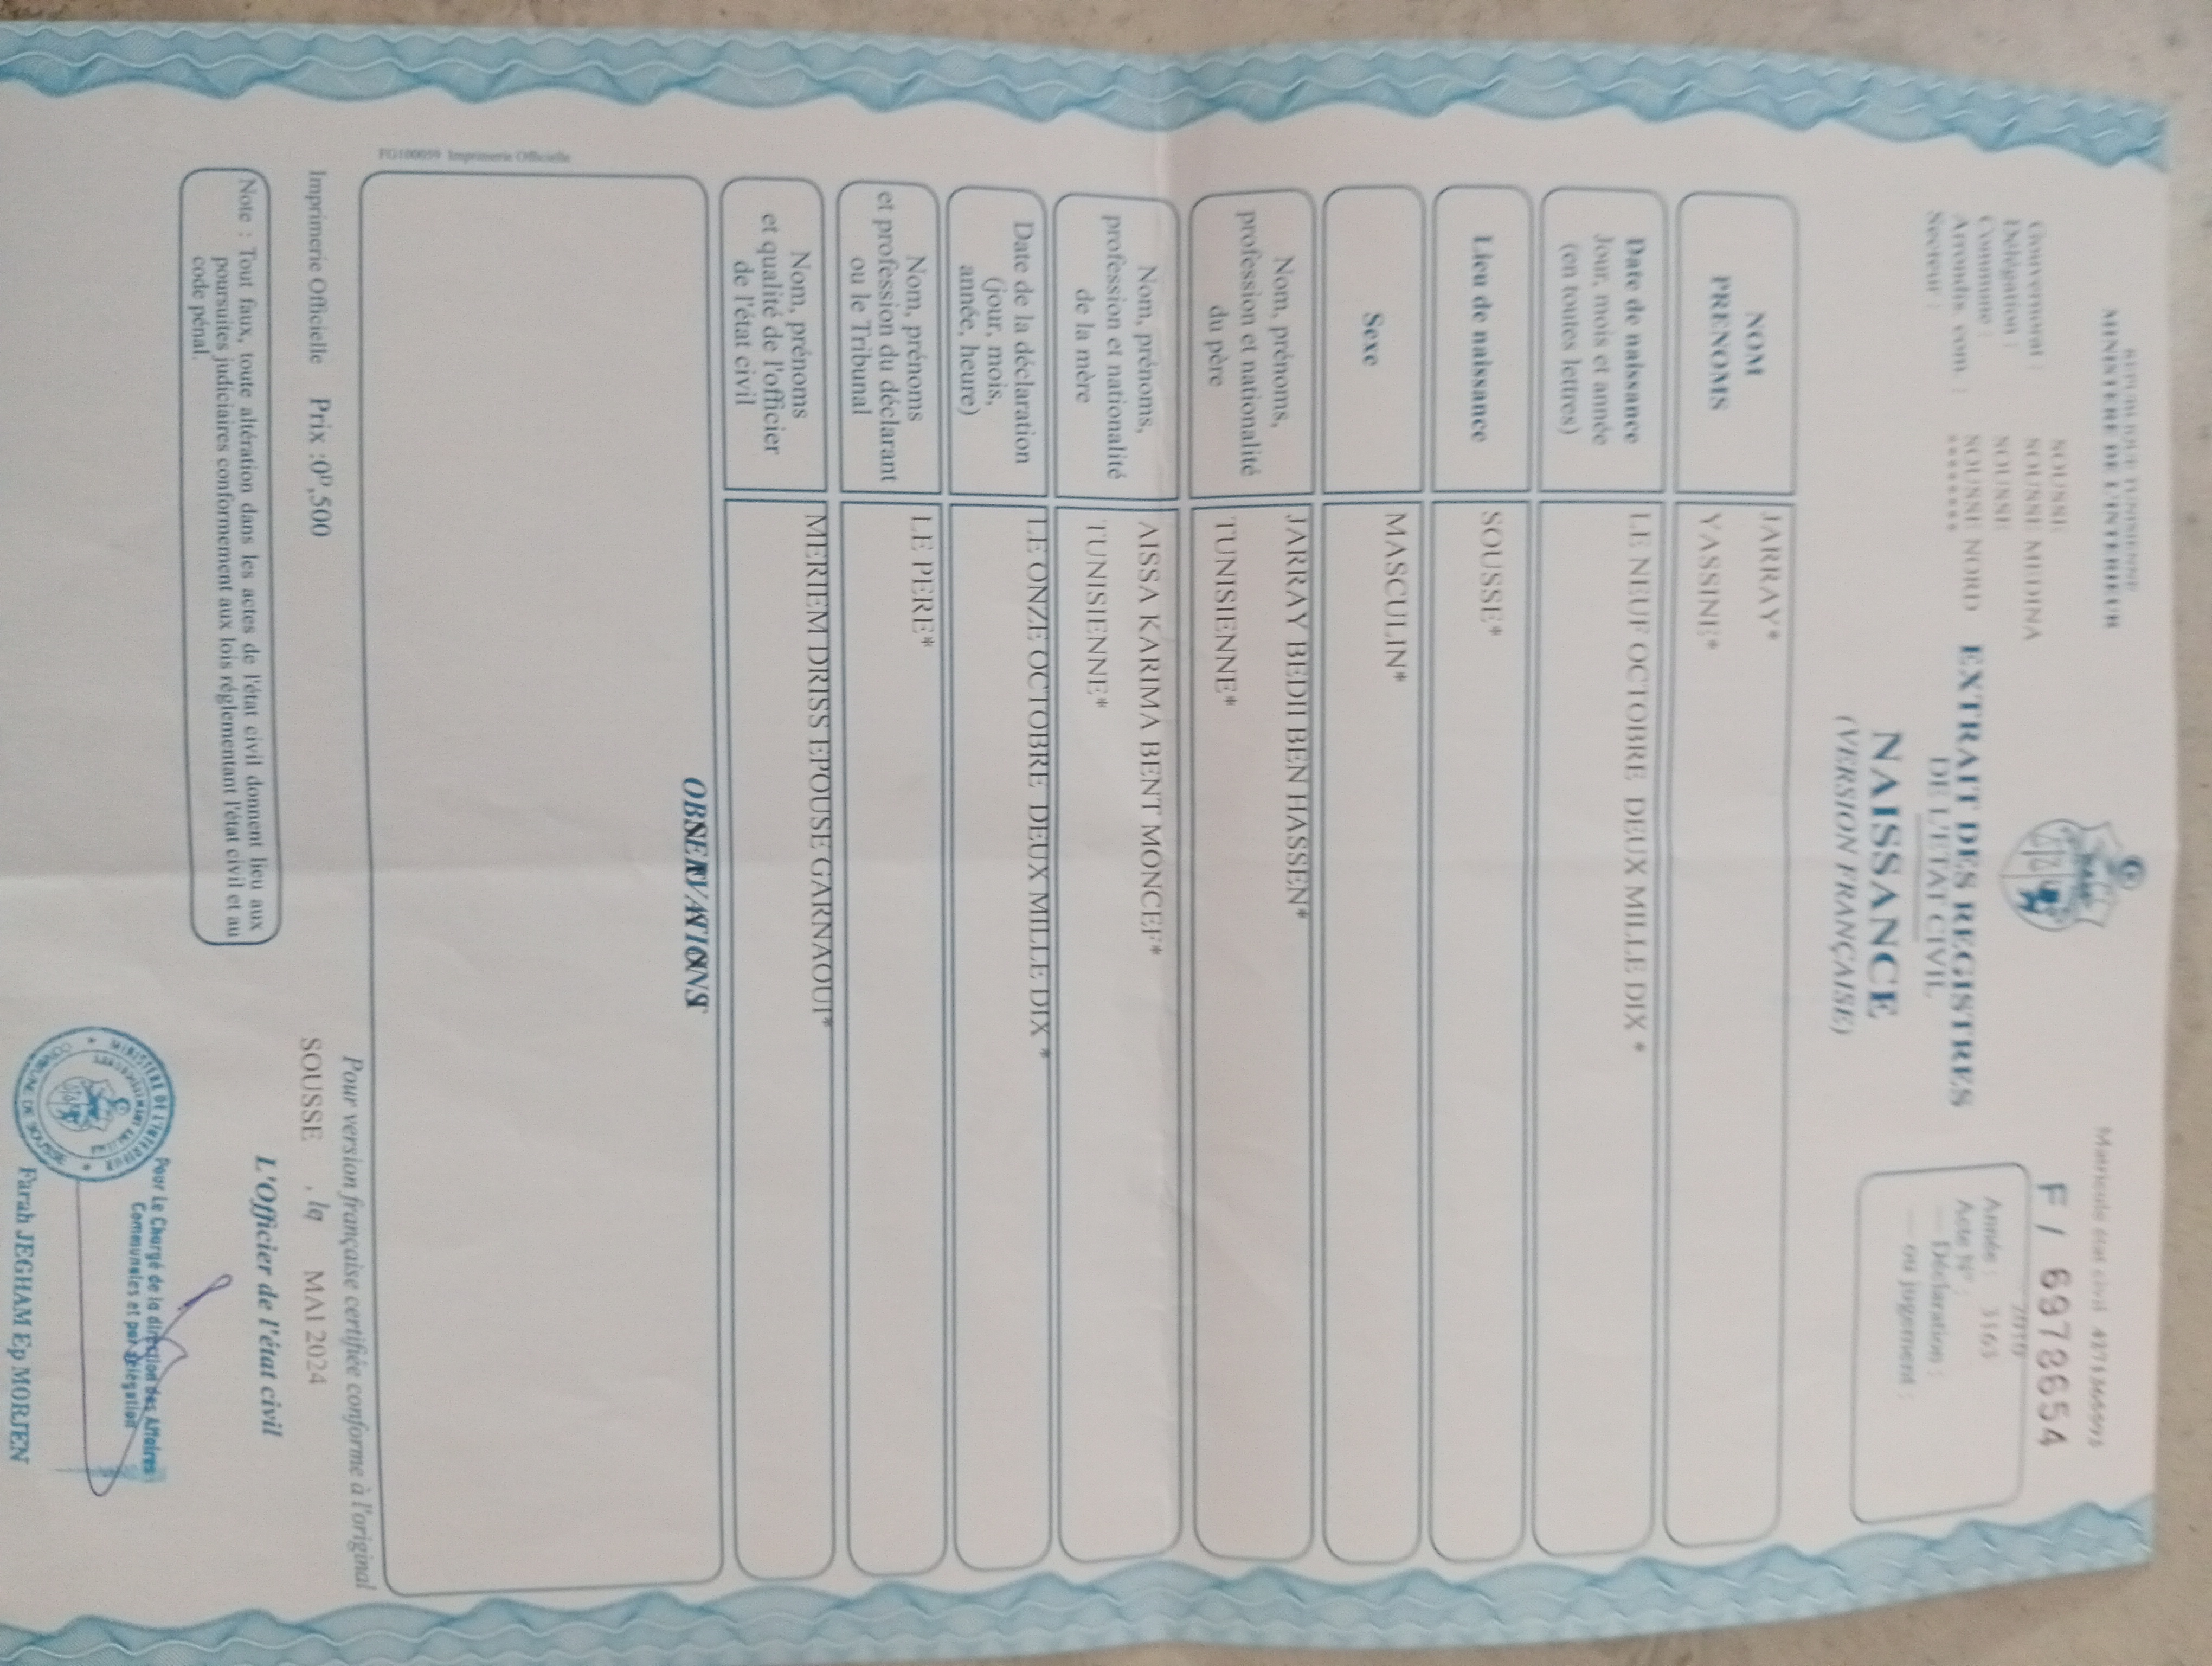 REPUBLIQUE TUNISIENNE
MINISTERE DE L'INTERIEUR
Gouvernorat : SOUSSE
Délégation : SOUSSE MEDINA
Commune : SOUSSE
Arrondis. com. : SOUSSE NORD
Secteur : ******
Matricule état civil
F / 6978654
Année : 2010
Acte N° : 3163
— Déclaration :
— ou jugement :
EXTRAIT DES REGISTRES
DE L'ETAT CIVIL
NAISSANCE
(VERSION FRANÇAISE)
NOM
PRENOMS
JARRAY*
YASSINE*
Date de naissance
Jour, mois et année
(en toutes lettres)
LE NEUF OCTOBRE DEUX MILLE DIX *
Lieu de naissance
SOUSSE*
Sexe
MASCULIN*
Nom, prénoms,
profession et nationalité
du père
JARRAY BEDII BEN HASSEN*
TUNISIENNE*
Nom, prénoms,
profession et nationalité
de la mère
AISSA KARIMA BENT MONCEF*
TUNISIENNE*
Date de la déclaration
(jour, mois,
année, heure)
LE ONZE OCTOBRE DEUX MILLE DIX *
Nom, prénoms
et profession du déclarant
ou le Tribunal
LE PERE*
Nom, prénoms
et qualité de l'officier
de l'état civil
MERIEM DRISS EPOUSE GARNAOUI*
OBSERVATIONS
FG100059 Imprimerie Officielle
Pour version française certifiée conforme à l'original
Imprimerie Officielle Prix :0ᴰ,500
SOUSSE , le MAI 2024
L'Officier de l'état civil
Note : Tout faux, toute altération dans les actes de l'état civil donnent lieu aux
poursuites judiciaires conformement aux lois réglementant l'état civil et au
code pénal.
MINISTERE DE L'INTERIEUR
COMMUNE DE SOUSSE
Pour Le Chargé de la direction des Affaires
Communales et par délégation
Farah JEGHAM Ep MORJEN